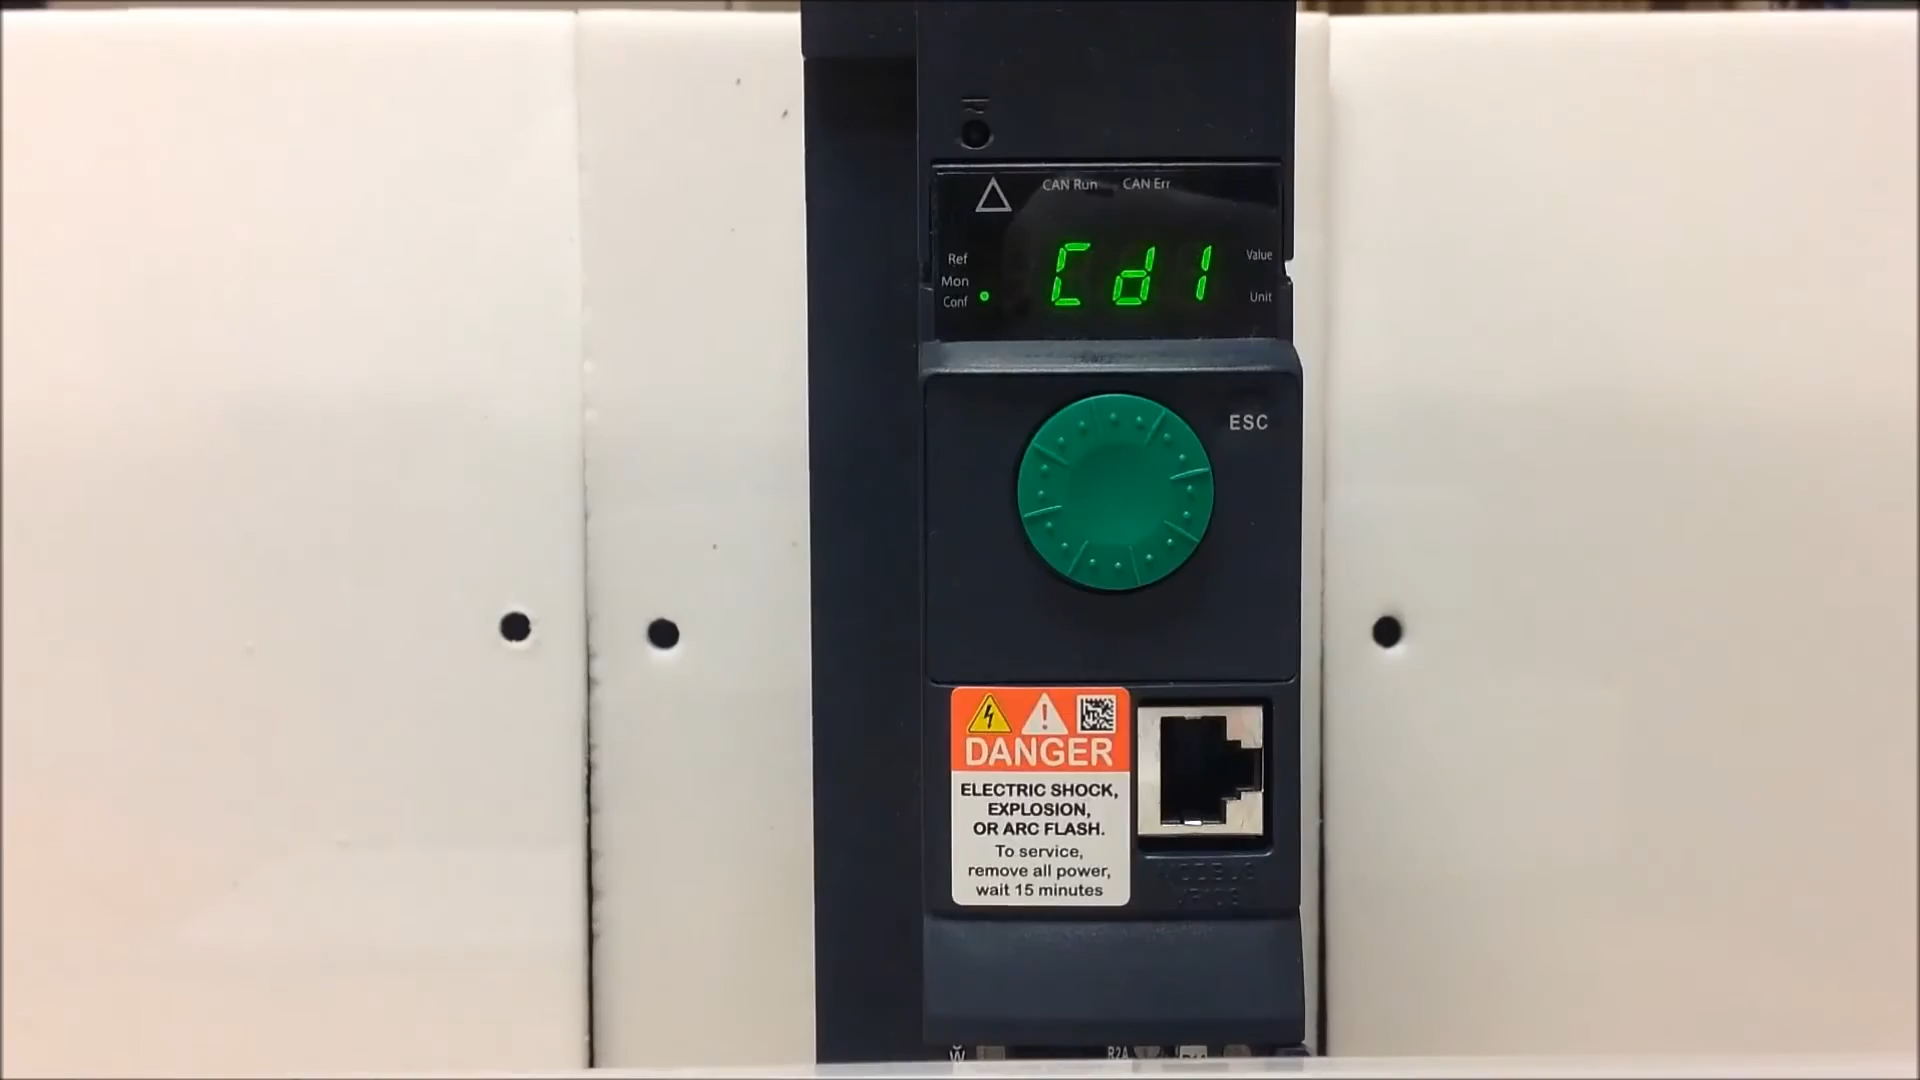 CAN Run CAN Err
Ref
Mon
Conf
Cd1
Value
Unit
ESC
DANGER
ELECTRIC SHOCK,
EXPLOSION,
OR ARC FLASH.
To service,
remove all power,
wait 15 minutes
W
R2A